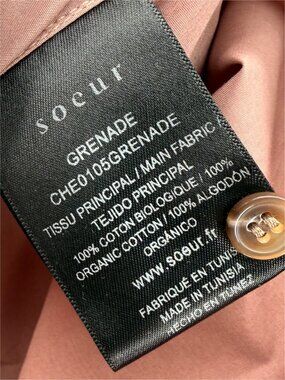 soeur
GRENADE
CHE0105GRENADE
TISSU PRINCIPAL / MAIN FABRIC /
TEJIDO PRINCIPAL
100% COTON BIOLOGIQUE / 100%
ORGANIC COTTON / 100% ALGODÓN
ORGÁNICO
www.soeur.fr
FABRIQUÉ EN TUNIS
MADE IN TUNISIA
HECHO EN TÚNEZ